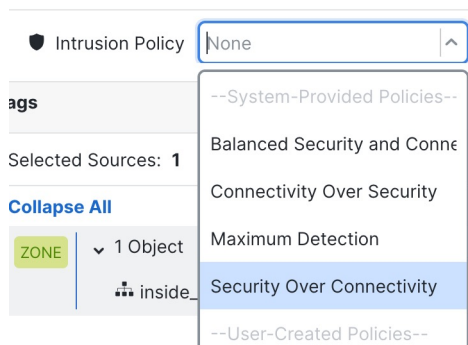 Intrusion Policy None
--System-Provided Policies--
ags
Balanced Security and Conne
Selected Sources: 1
Connectivity Over Security
Collapse All
Maximum Detection
ZONE 1 Object
Security Over Connectivity
inside_
--User-Created Policies--